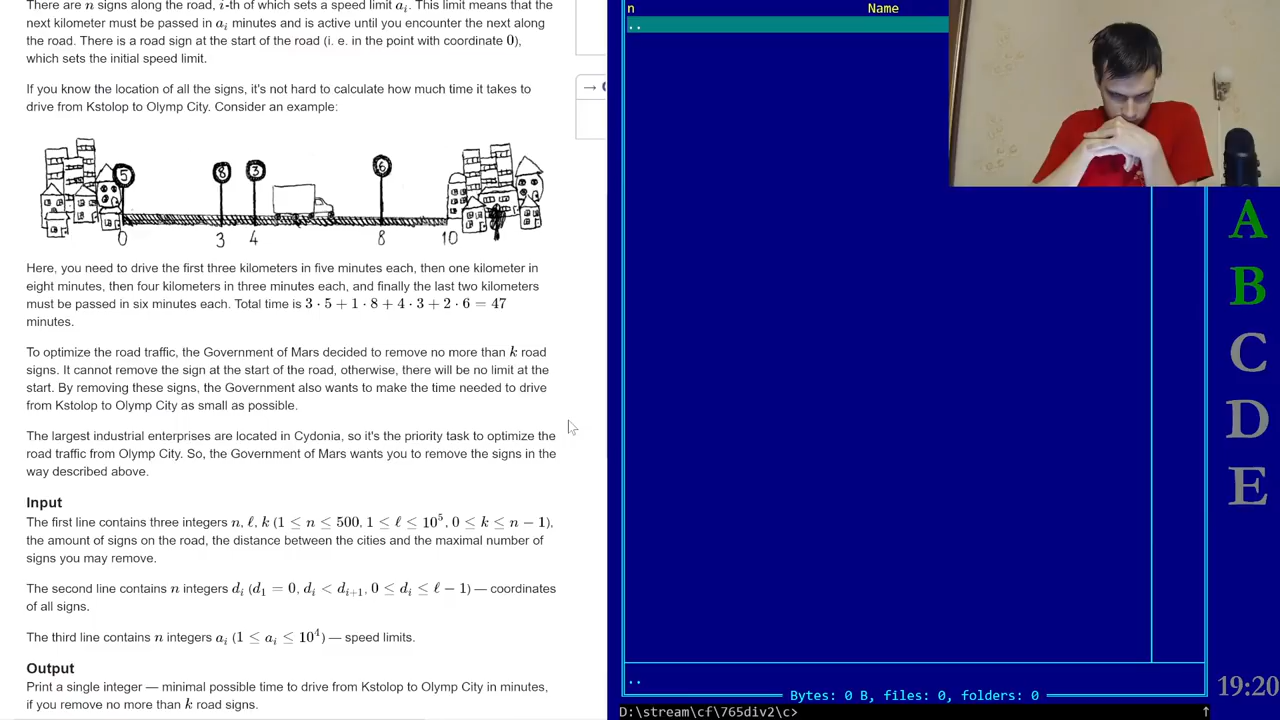 There are n signs along the road, i-th of which sets a speed limit a_i. This limit means that the
next kilometer must be passed in a_i minutes and is active until you encounter the next along
the road. There is a road sign at the start of the road (i. e. in the point with coordinate 0),
which sets the initial speed limit.
If you know the location of all the signs, it's not hard to calculate how much time it takes to
drive from Kstolop to Olymp City. Consider an example:
5 8 3 6
0 3 4 8 10
Here, you need to drive the first three kilometers in five minutes each, then one kilometer in
eight minutes, then four kilometers in three minutes each, and finally the last two kilometers
must be passed in six minutes each. Total time is 3 · 5 + 1 · 8 + 4 · 3 + 2 · 6 = 47
minutes.
To optimize the road traffic, the Government of Mars decided to remove no more than k road
signs. It cannot remove the sign at the start of the road, otherwise, there will be no limit at the
start. By removing these signs, the Government also wants to make the time needed to drive
from Kstolop to Olymp City as small as possible.
The largest industrial enterprises are located in Cydonia, so it's the priority task to optimize the
road traffic from Olymp City. So, the Government of Mars wants you to remove the signs in the
way described above.
Input
The first line contains three integers n, ℓ, k (1 ≤ n ≤ 500, 1 ≤ ℓ ≤ 10^5, 0 ≤ k ≤ n − 1),
the amount of signs on the road, the distance between the cities and the maximal number of
signs you may remove.
The second line contains n integers d_i (d_1 = 0, d_i < d_{i+1}, 0 ≤ d_i ≤ ℓ − 1) — coordinates
of all signs.
The third line contains n integers a_i (1 ≤ a_i ≤ 10^4) — speed limits.
Output
Print a single integer — minimal possible time to drive from Kstolop to Olymp City in minutes,
if you remove no more than k road signs.
→
n Name
..
..
Bytes: 0 B, files: 0, folders: 0
D:\stream\cf\765div2\c> ↑
A
B
C
D
E
19:20